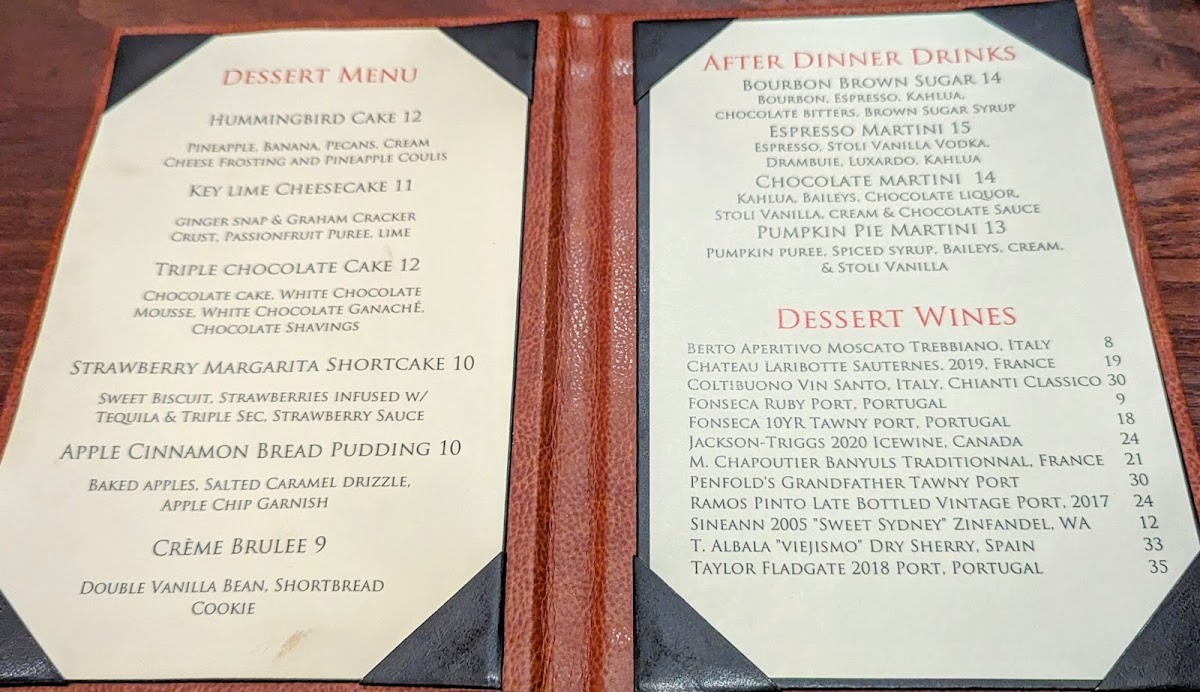 Dessert Menu
Hummingbird Cake 12
Pineapple, Banana, Pecans, Cream
Cheese Frosting and Pineapple Coulis
Key Lime Cheesecake 11
ginger snap & Graham Cracker
Crust, Passionfruit Puree, lime
Triple chocolate Cake 12
Chocolate cake, White Chocolate
Mousse, White Chocolate Ganaché,
Chocolate Shavings
Strawberry Margarita Shortcake 10
Sweet Biscuit, Strawberries infused w/
Tequila & Triple Sec, Strawberry Sauce
Apple Cinnamon Bread Pudding 10
Baked apples, Salted Caramel drizzle,
Apple Chip Garnish
Crème Brulee 9
Double Vanilla Bean, Shortbread
Cookie
After Dinner Drinks
Bourbon Brown Sugar 14
Bourbon, Espresso, Kahlua,
chocolate bitters, Brown Sugar Syrup
Espresso Martini 15
Espresso, Stoli Vanilla Vodka,
Drambuie, Luxardo, Kahlua
Chocolate martini 14
Kahlua, Baileys, Chocolate liquor,
Stoli Vanilla, cream & Chocolate Sauce
Pumpkin Pie Martini 13
Pumpkin puree, Spiced syrup, Baileys, cream,
& Stoli Vanilla
Dessert Wines
Berto Aperitivo Moscato Trebbiano, Italy 8
Chateau Laribotte Sauternes, 2019, France 19
Coltibuono Vin Santo, Italy, Chianti Classico 30
Fonseca Ruby Port, Portugal 9
Fonseca 10yr Tawny port, Portugal 18
Jackson-Triggs 2020 Icewine, Canada 24
M. Chapoutier Banyuls Traditionnal, France 21
Penfold's Grandfather Tawny Port 30
Ramos Pinto Late Bottled Vintage Port, 2017 24
Sineann 2005 "Sweet Sydney" Zinfandel, WA 12
T. Albala "viejismo" Dry Sherry, Spain 33
Taylor Fladgate 2018 Port, Portugal 35